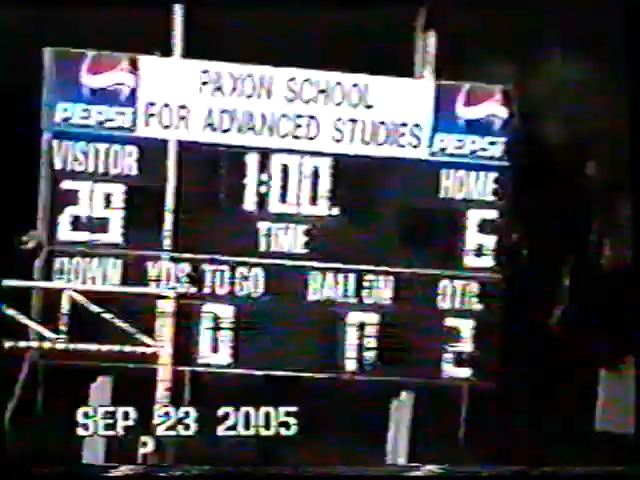 PAXON SCHOOL
FOR ADVANCED STUDIES
PEPSI
PEPSI
VISITOR
1:00
HOME
TIME
6
DOWN YDS. TO GO BALL ON QTR.
0
2
SEP 23 2005
P